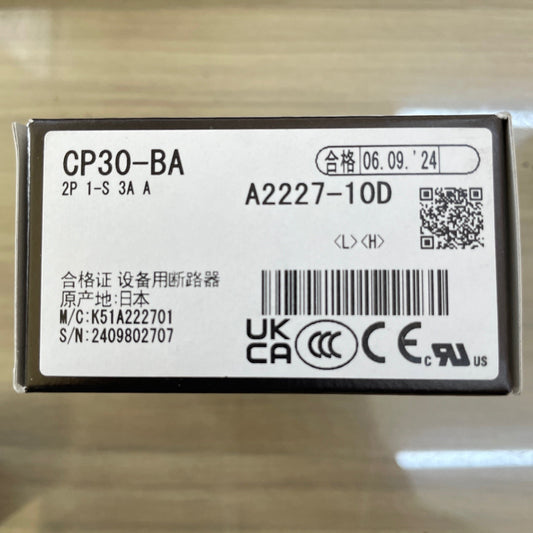 CP30-BA
2P 1-S 3A A
合格 06.09.'24
A2227-10D
<L> <H>
合格证 设备用断路器
原产地:日本
M/C:K51A222701
S/N:2409802707
UK
CA
CCC
CE
c RU US